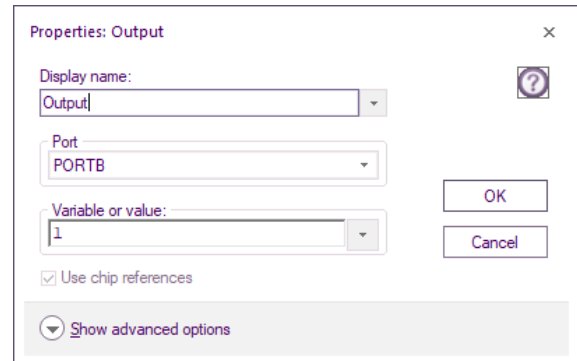 Properties: Output
Display name:
Output
Port
PORTB
Variable or value:
1
OK
Cancel
Use chip references
Show advanced options